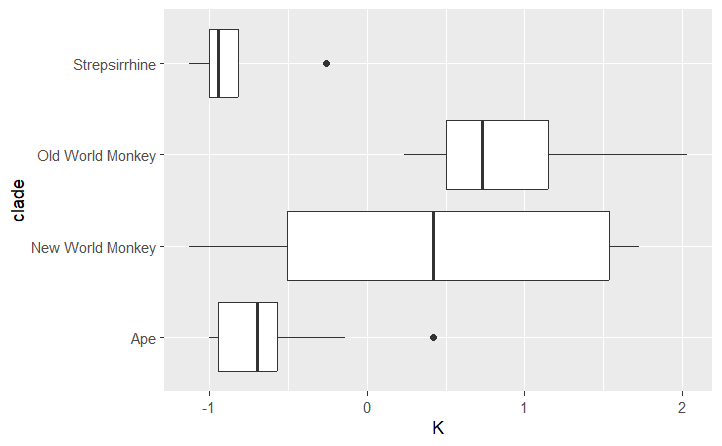 Strepsirrhine
Old World Monkey
New World Monkey
Ape
clade
-1
0
1
2
K